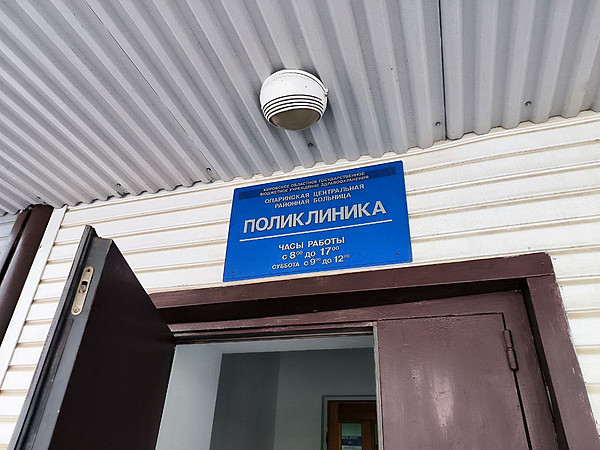 КИРОВСКОЕ ОБЛАСТНОЕ ГОСУДАРСТВЕННОЕ
БЮДЖЕТНОЕ УЧРЕЖДЕНИЕ ЗДРАВООХРАНЕНИЯ
ОПАРИНСКАЯ ЦЕНТРАЛЬНАЯ
РАЙОННАЯ БОЛЬНИЦА
ПОЛИКЛИНИКА
ЧАСЫ РАБОТЫ
С 8⁰⁰ ДО 17⁰⁰
СУББОТА С 9⁰⁰ ДО 12⁰⁰